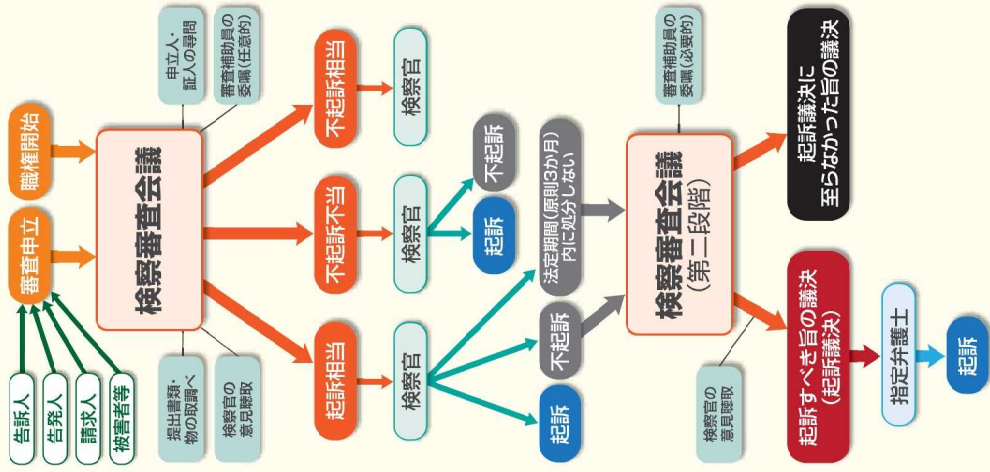 告訴人
告発人
請求人
被害者等
審査申立
職権開始
検察審査会議
提出書類・
物の取調べ
検察官の
意見聴取
申立人・
証人の尋問
審査補助員の
委嘱(任意的)
起訴相当
不起訴不当
不起訴相当
検察官
検察官
検察官
起訴
不起訴
法定期間(原則3か月)
内に処分しない
起訴
不起訴
検察審査会議
(第二段階)
検察官の
意見聴取
審査補助員の
委嘱(必要的)
起訴すべき旨の議決
(起訴議決)
起訴議決に
至らなかった旨の議決
指定弁護士
起訴